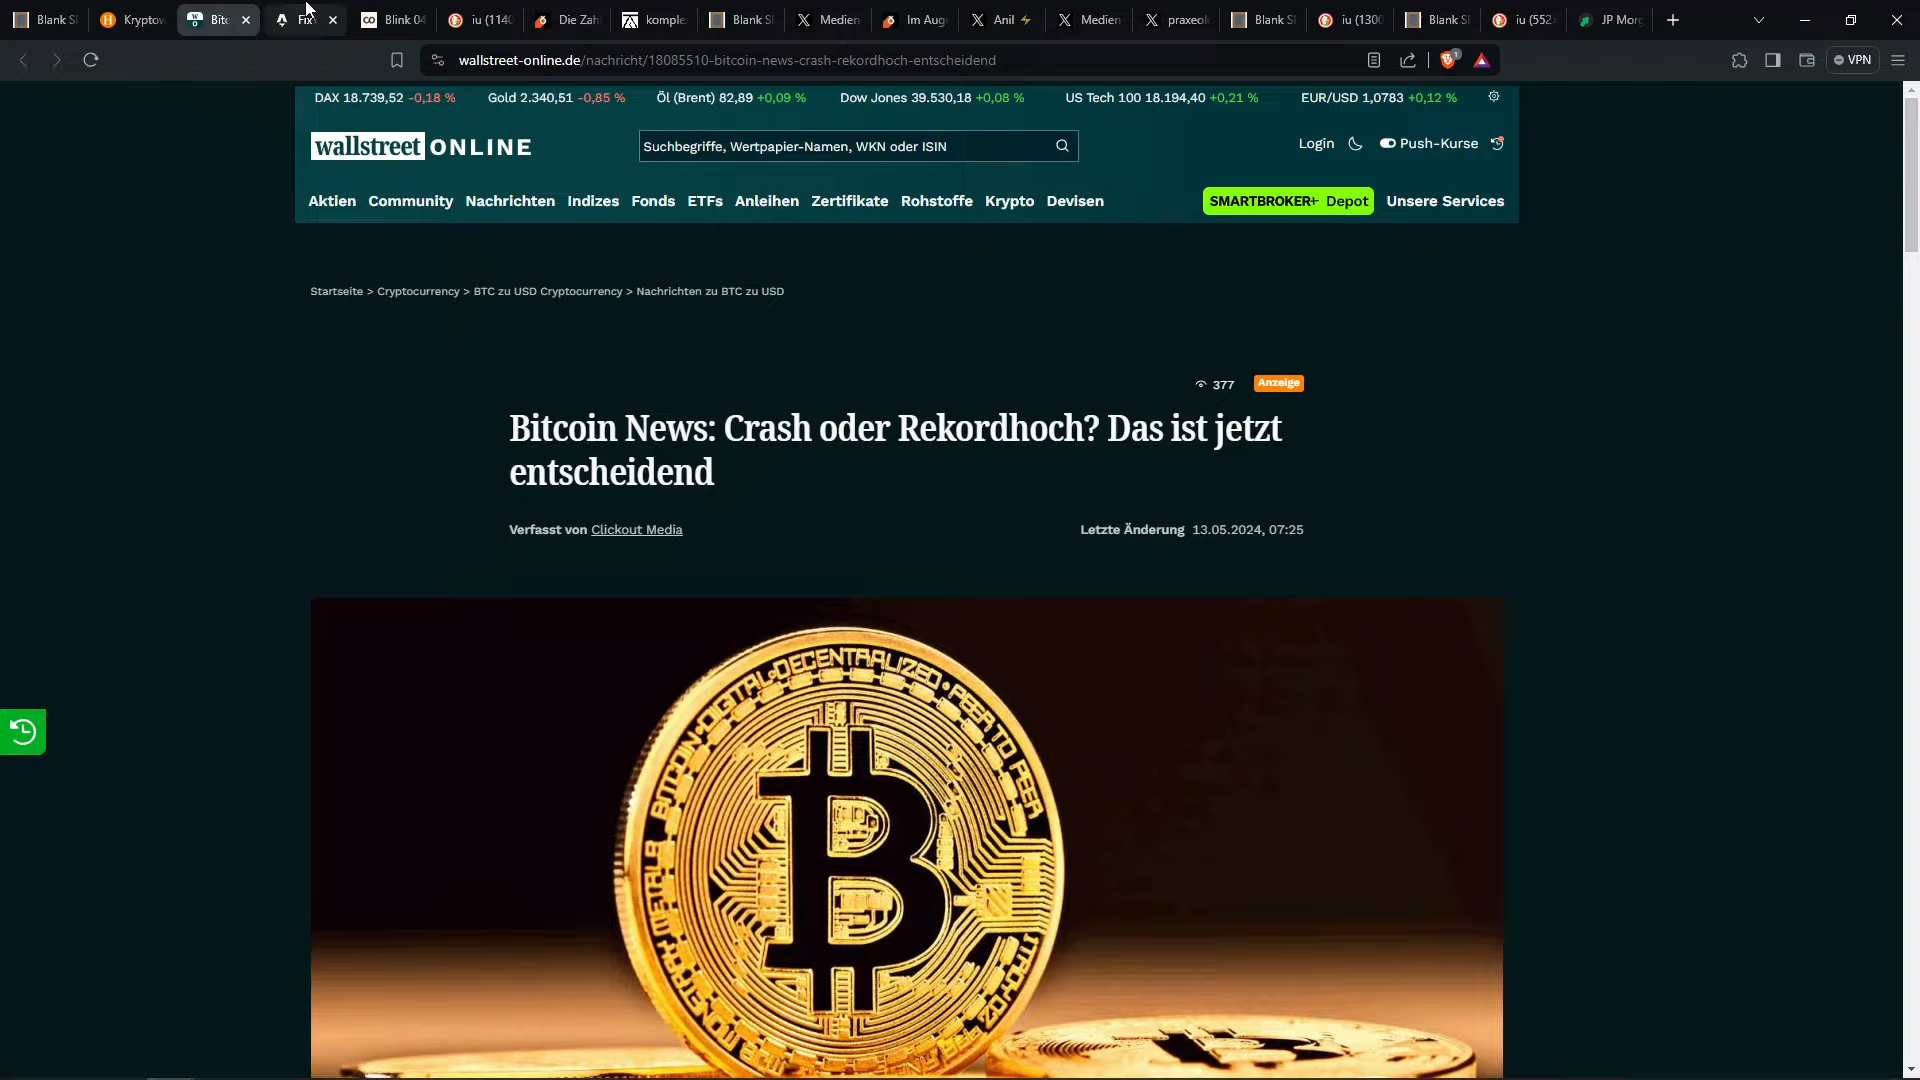 Blank Sl
Kryptow
Bitc
Fix
Blink 04
iu (1140
Die Zah
komple
Blank Sl
Medien
Im Aug
Anil
Medien
praxeok
Blank Sl
iu (1300
Blank Sl
iu (552
JP Morg
wallstreet-online.de/nachricht/18085510-bitcoin-news-crash-rekordhoch-entscheidend
VPN
DAX 18.739,52 -0,18 % Gold 2.340,51 -0,85 % Öl (Brent) 82,89 +0,09 % Dow Jones 39.530,18 +0,08 % US Tech 100 18.194,40 +0,21 % EUR/USD 1,0783 +0,12 %
wallstreet ONLINE
Suchbegriffe, Wertpapier-Namen, WKN oder ISIN
Login Push-Kurse
Aktien Community Nachrichten Indizes Fonds ETFs Anleihen Zertifikate Rohstoffe Krypto Devisen
SMARTBROKER+ Depot Unsere Services
Startseite > Cryptocurrency > BTC zu USD Cryptocurrency > Nachrichten zu BTC zu USD
377 Anzeige
Bitcoin News: Crash oder Rekordhoch? Das ist jetzt
entscheidend
Verfasst von Clickout Media
Letzte Änderung 13.05.2024, 07:25
BITCOIN • DIGITAL • DECENTRALIZED • PEER TO PEER